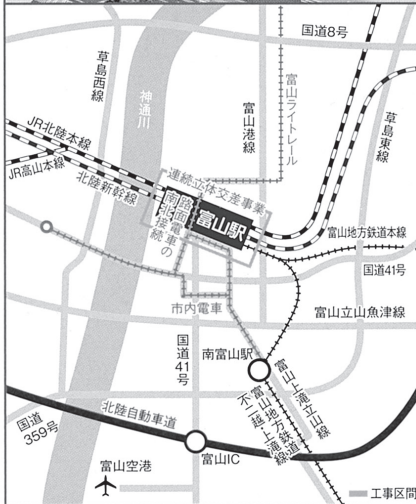 国道8号
草島西線
神通川
富山港線
富山ライトレール
草島東線
JR北陸本線
JR高山本線
北陸新幹線
連続立体交差事業
路面電車の
南北接続
富山駅
富山地方鉄道本線
国道41号
市内電車
富山立山魚津線
国道41号
南富山駅
富山上滝立山線
富山地方鉄道
不二越・上滝線
北陸自動車道
国道
359号
富山IC
富山空港
工事区間